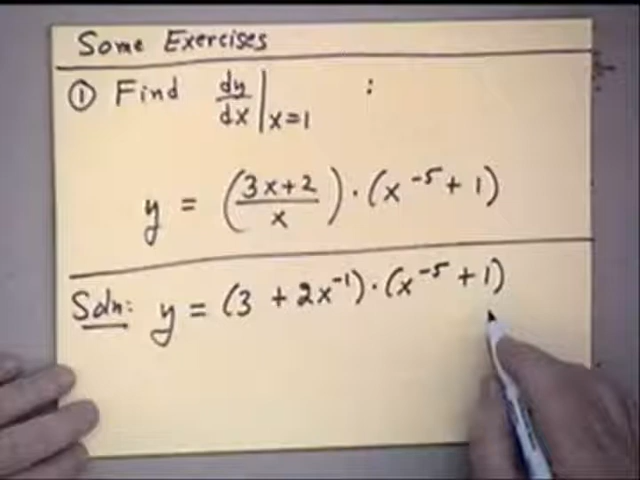 Some Exercises
① Find dy/dx |x=1 :
y = (3x+2/x) · (x⁻⁵ + 1)
Soln: y = (3 + 2x⁻¹) · (x⁻⁵ + 1)